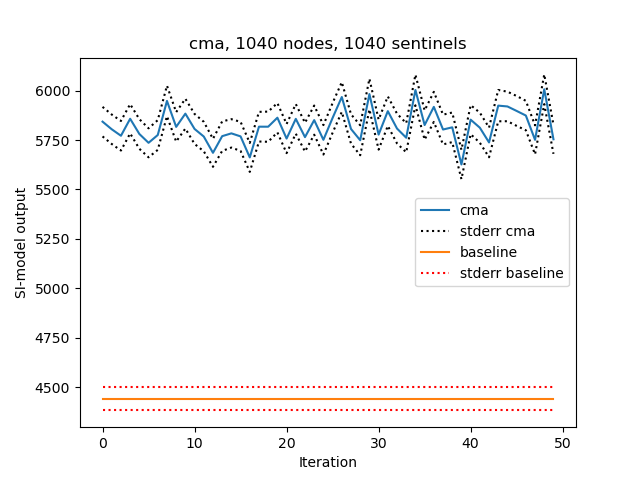 cma, 1040 nodes, 1040 sentinels
SI-model output
6000
5750
5500
5250
5000
4750
4500
cma
stderr cma
baseline
stderr baseline
0
10
20
30
40
50
Iteration